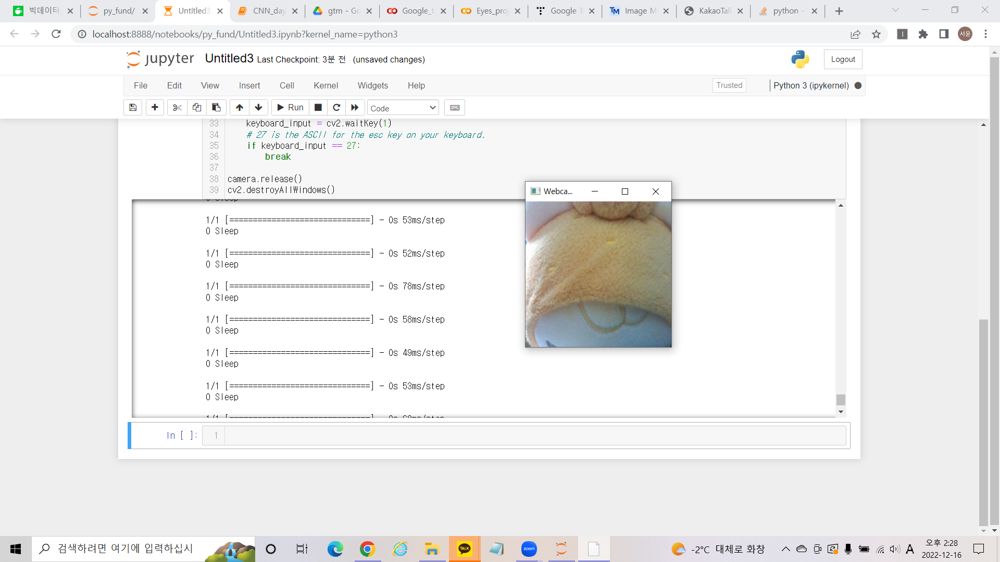 빅데이터
py_fund/
Untitled3
CNN_day
gtm - Go
Google_t
Eyes_proj
Google T
Image M
KakaoTal
python -
localhost:8888/notebooks/py_fund/Untitled3.ipynb?kernel_name=python3
서윤
jupyter
Untitled3 Last Checkpoint: 3분 전 (unsaved changes)
Logout
File Edit View Insert Cell Kernel Widgets Help
Trusted
Python 3 (ipykernel)
Run
Code
33 keyboard_input = cv2.waitKey(1)
34 # 27 is the ASCII for the esc key on your keyboard.
35 if keyboard_input == 27:
36 break
37
38 camera.release()
39 cv2.destroyAllWindows()
0 Sleep
1/1 [==============================] - 0s 53ms/step
0 Sleep
1/1 [==============================] - 0s 52ms/step
0 Sleep
1/1 [==============================] - 0s 78ms/step
0 Sleep
1/1 [==============================] - 0s 58ms/step
0 Sleep
1/1 [==============================] - 0s 49ms/step
0 Sleep
1/1 [==============================] - 0s 53ms/step
0 Sleep
Webca...
In [ ]: 1
검색하려면 여기에 입력하십시
TALK
zoom
-2°C 대체로 화창
A
오후 2:28
2022-12-16